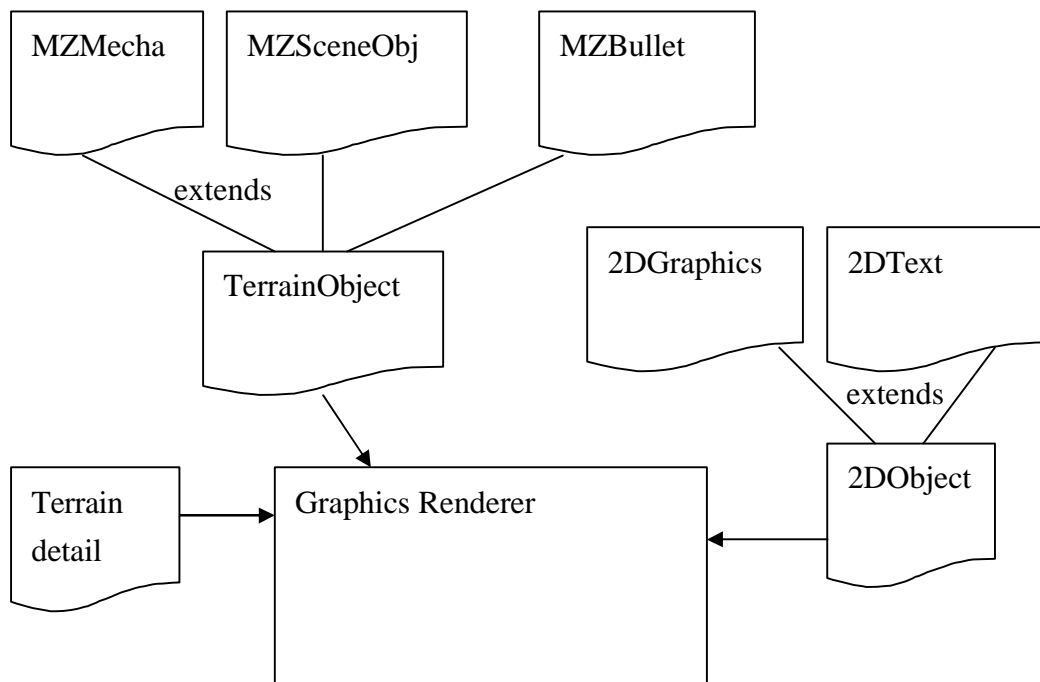 MZMecha
MZSceneObj
MZBullet
extends
TerrainObject
2DGraphics
2DText
extends
Terrain
detail
Graphics Renderer
2DObject